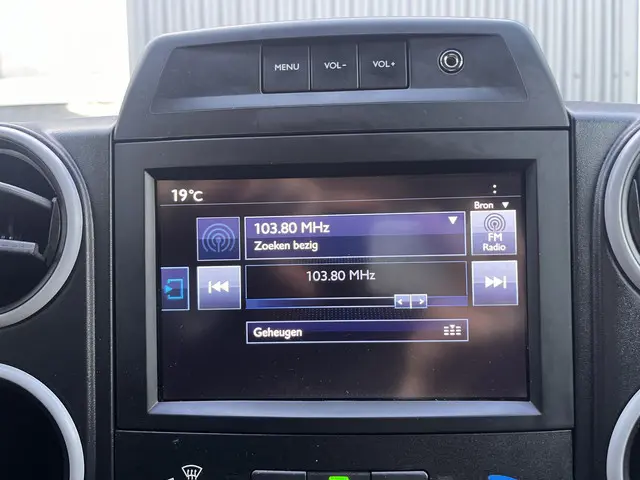 MENU VOL- VOL+
19°C
Bron
103.80 MHz
Zoeken bezig
FM
Radio
103.80 MHz
Geheugen